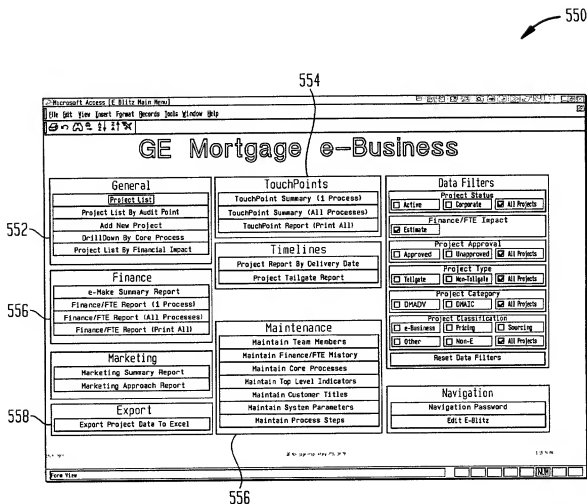 550
554
Microsoft Access [E Blitz Main Menu]
File Edit View Insert Format Records Tools Window Help
GE Mortgage e-Business
General
Project List
Project List By Audit Point
Add New Project
DrillDown By Core Process
Project List By Financial Impact
552
Finance
e-Make Summary Report
Finance/FTE Report (1 Process)
Finance/FTE Report (All Processes)
Finance/FTE Report (Print All)
556
Marketing
Marketing Summary Report
Marketing Approach Report
Export
Export Project Data To Excel
558
TouchPoints
TouchPoint Summary (1 Process)
TouchPoint Summary (All Processes)
TouchPoint Report (Print All)
Timelines
Project Report By Delivery Date
Project Tailgate Report
Maintenance
Maintain Team Members
Maintain Finance/FTE History
Maintain Core Processes
Maintain Top Level Indicators
Maintain Customer Titles
Maintain System Parameters
Maintain Process Steps
556
Data Filters
Project Status
Active Corporate All Projects
Finance/FTE Impact
Estimate
Project Approval
Approved Unapproved All Projects
Project Type
Tollgate Non-Tollgate All Projects
Project Category
DMADV DMAIC All Projects
Project Classification
e-Business Pricing Sourcing
Other Non-E All Projects
Reset Data Filters
Navigation
Navigation Password
Edit E-Blitz
Form View
NUM